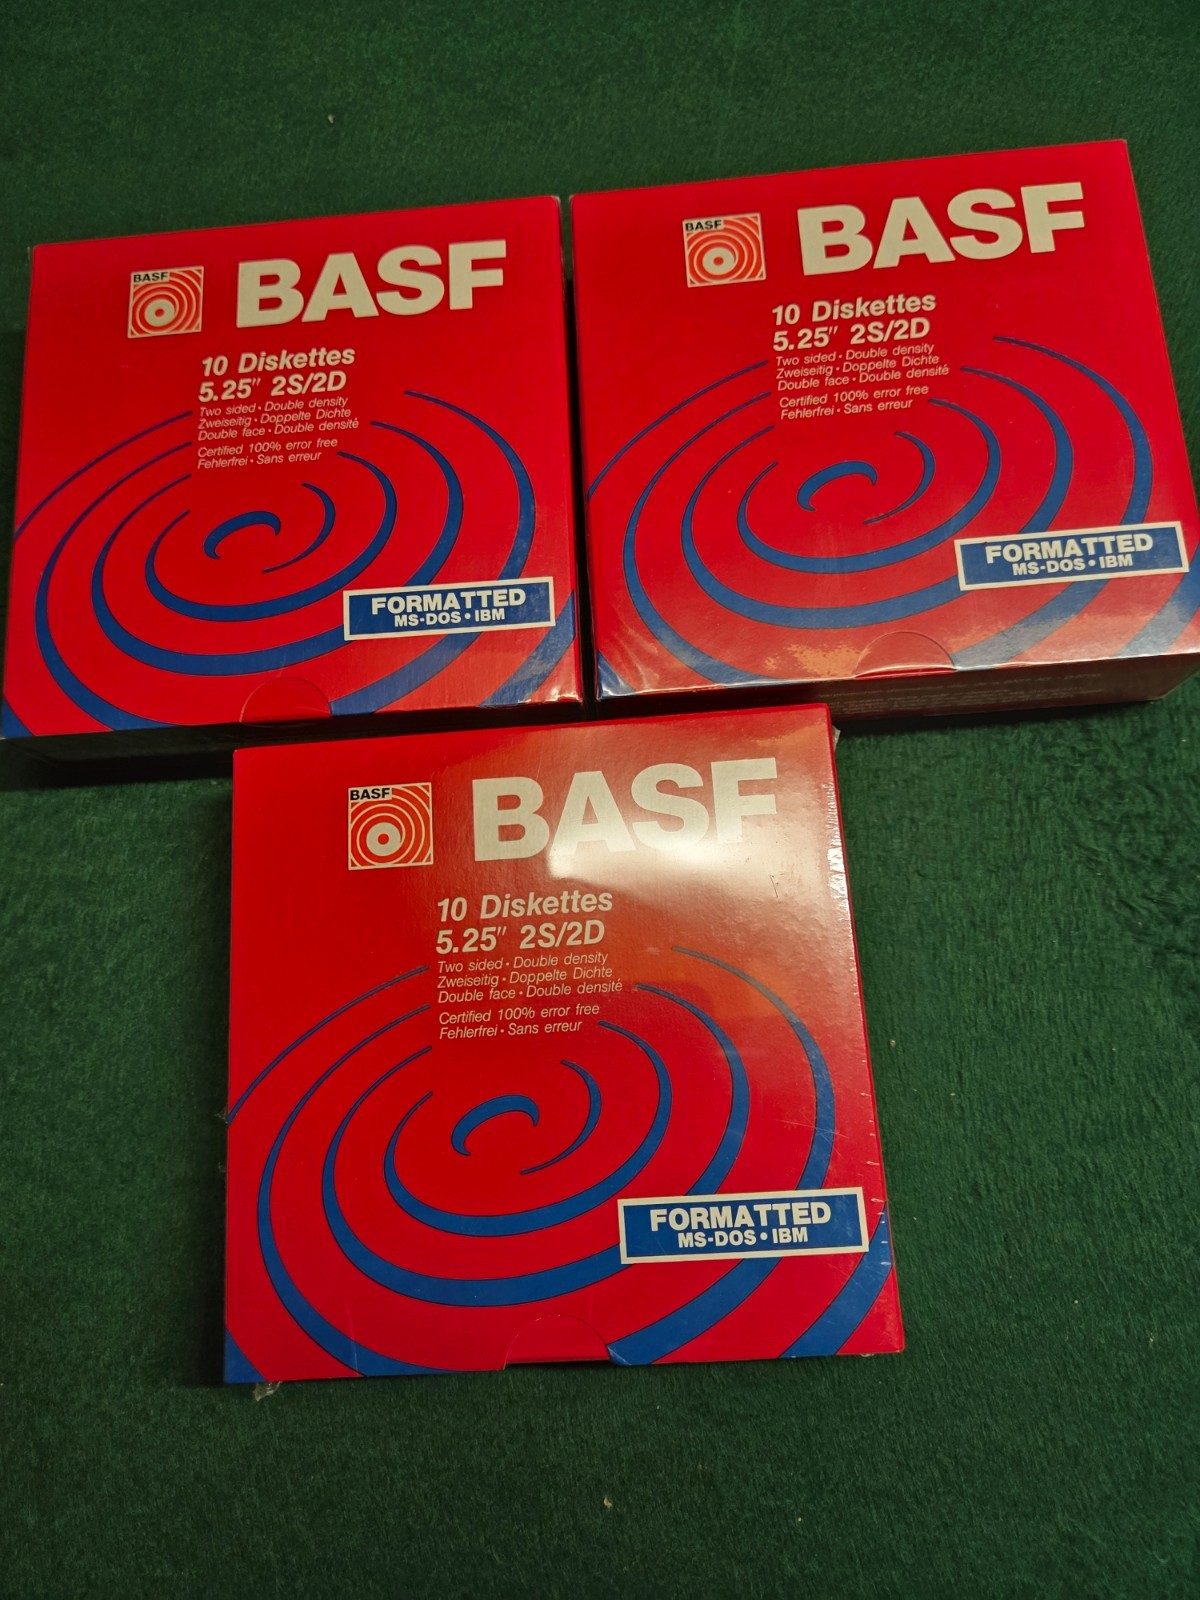 BASF
BASF
10 Diskettes
5.25" 2S/2D
Two sided • Double density
Zweiseitig • Doppelte Dichte
Double face • Double densité
Certified 100% error free
Fehlerfrei • Sans erreur
FORMATTED
MS-DOS • IBM
BASF
BASF
10 Diskettes
5.25" 2S/2D
Two sided • Double density
Zweiseitig • Doppelte Dichte
Double face • Double densité
Certified 100% error free
Fehlerfrei • Sans erreur
FORMATTED
MS-DOS • IBM
BASF
BASF
10 Diskettes
5.25" 2S/2D
Two sided • Double density
Zweiseitig • Doppelte Dichte
Double face • Double densité
Certified 100% error free
Fehlerfrei • Sans erreur
FORMATTED
MS-DOS • IBM